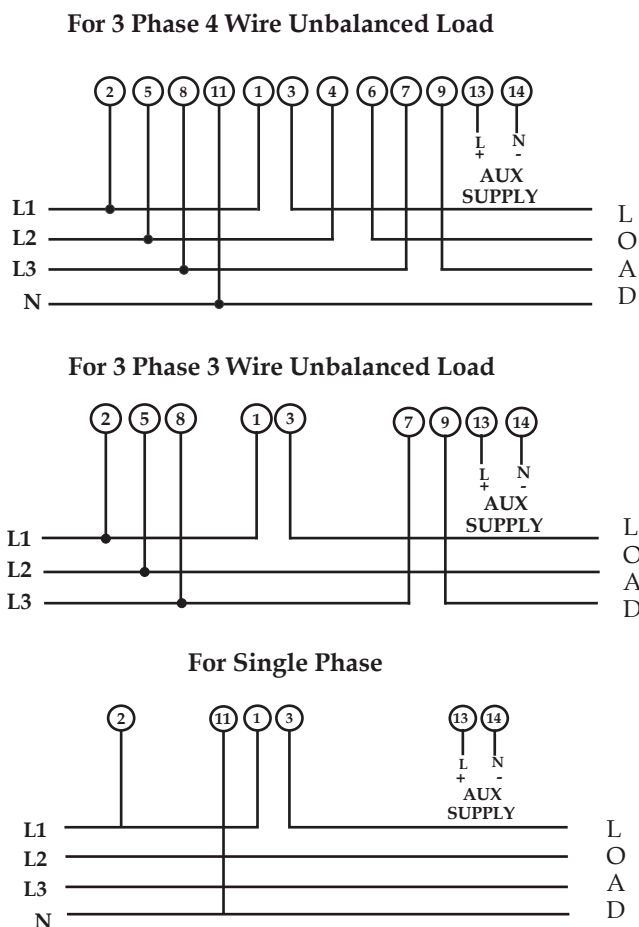 For 3 Phase 4 Wire Unbalanced Load
2 5 8 11 1 3 4 6 7 9 13 14
L N
+ -
AUX
SUPPLY
L1 L
L2 O
L3 A
N D
For 3 Phase 3 Wire Unbalanced Load
2 5 8 1 3 7 9 13 14
L N
+ -
AUX
SUPPLY
L1 L
L2 O
A
L3 D
For Single Phase
2 11 1 3 13 14
L N
+ -
AUX
SUPPLY
L1 L
L2 O
L3 A
N D